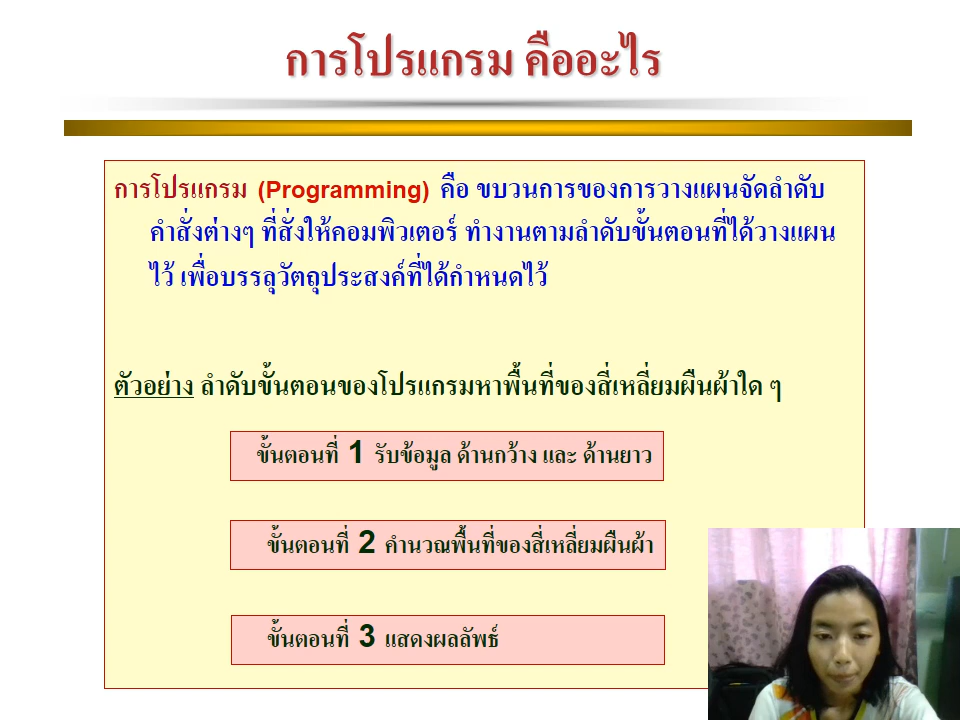 การโปรแกรม คืออะไร
การโปรแกรม (Programming) คือ ขบวนการของการวางแผนจัดลำดับ
คำสั่งต่างๆ ที่สั่งให้คอมพิวเตอร์ ทำงานตามลำดับขั้นตอนที่ได้วางแผน
ไว้ เพื่อบรรลุวัตถุประสงค์ที่ได้กำหนดไว้
ตัวอย่าง ลำดับขั้นตอนของโปรแกรมหาพื้นที่ของสี่เหลี่ยมผืนผ้าใด ๆ
ขั้นตอนที่ 1 รับข้อมูล ด้านกว้าง และ ด้านยาว
ขั้นตอนที่ 2 คำนวณพื้นที่ของสี่เหลี่ยมผืนผ้า
ขั้นตอนที่ 3 แสดงผลลัพธ์